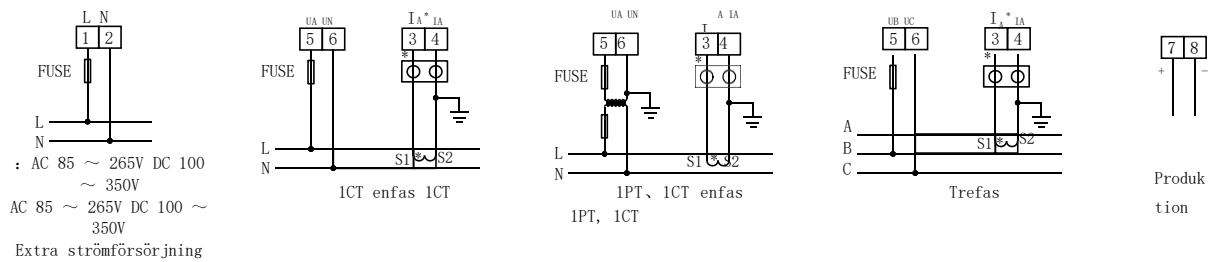 L N
1 2
FUSE
L
N
: AC 85 ～ 265V DC 100
～ 350V
AC 85 ～ 265V DC 100 ～
350V
Extra strömförsörjning
UA UN
5 6
IA* IA
3 4
*
FUSE
L
N
S1 * S2
1CT enfas 1CT
UA UN
5 6
I A IA
3 4
*
FUSE
L
N
S1 * S2
1PT、1CT enfas
1PT, 1CT
UB UC
5 6
IA* IA
3 4
*
FUSE
A
B
C
S1 * S2
Trefas
7 8
+ −
Produk
tion